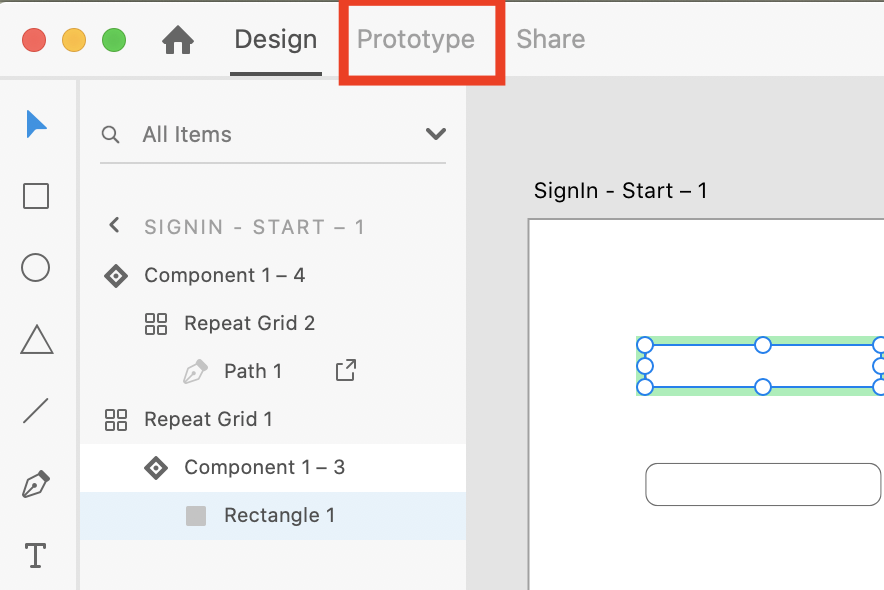 Design Prototype Share
All Items
SIGNIN - START – 1
Component 1 – 4
Repeat Grid 2
Path 1
Repeat Grid 1
Component 1 – 3
Rectangle 1
T
SignIn - Start – 1